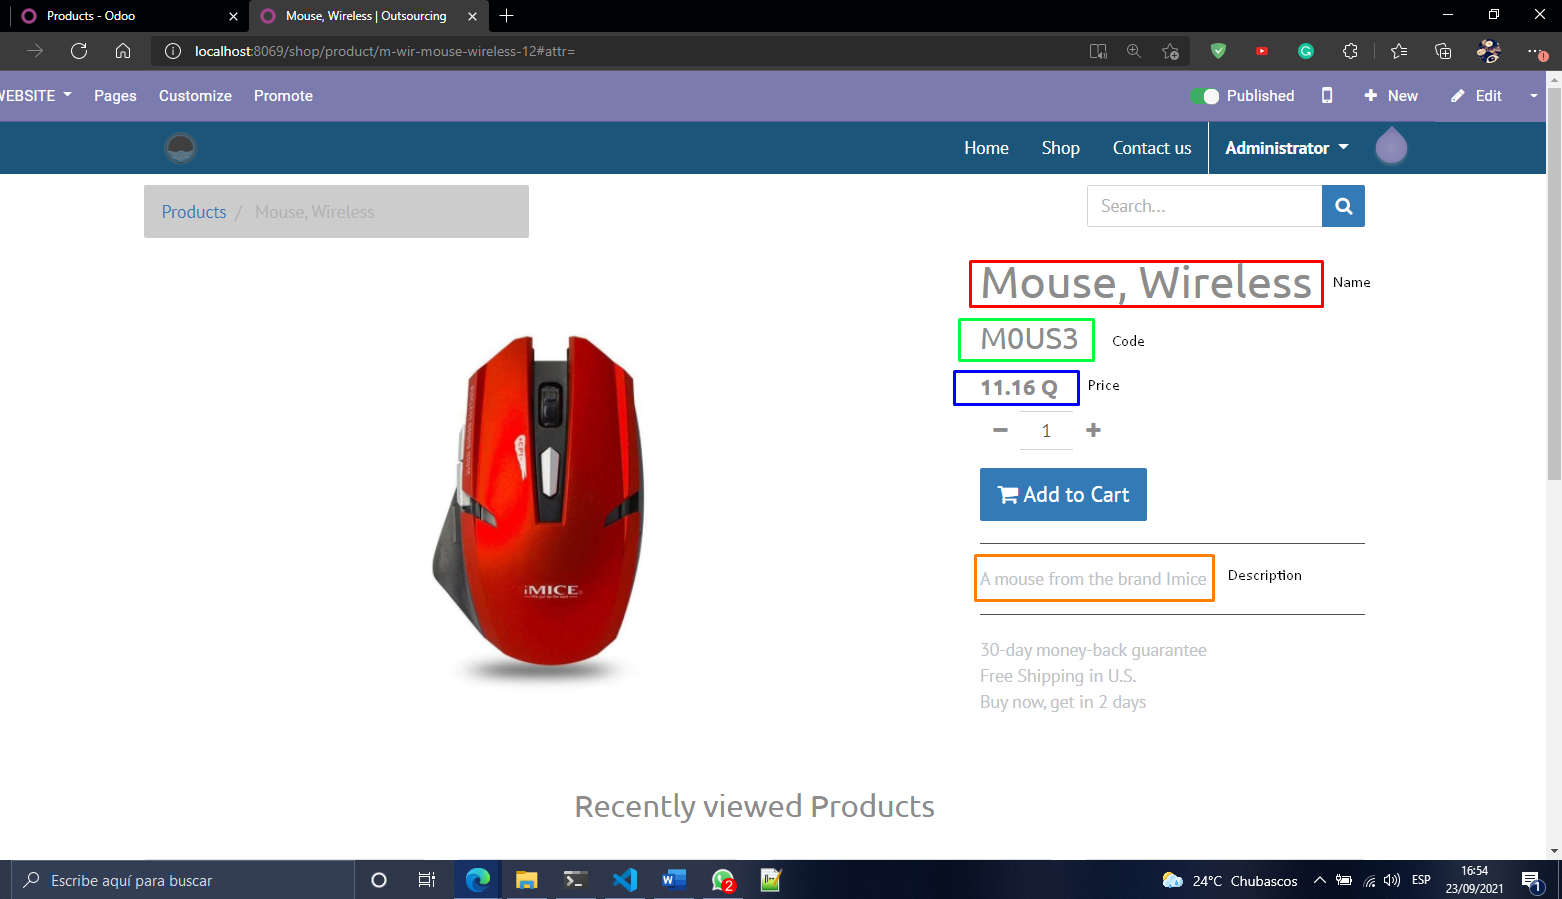 Products - Odoo
Mouse, Wireless | Outsourcing
localhost:8069/shop/product/m-wir-mouse-wireless-12#attr=
WEBSITE Pages Customize Promote Published New Edit
Home Shop Contact us Administrator
Products / Mouse, Wireless
Search...
Mouse, Wireless Name
M0US3 Code
11.16 Q Price
1
Add to Cart
iMICE
A mouse from the brand Imice Description
30-day money-back guarantee
Free Shipping in U.S.
Buy now, get in 2 days
Recently viewed Products
Escribe aquí para buscar
2
24°C Chubascos
ESP
16:54
23/09/2021
1